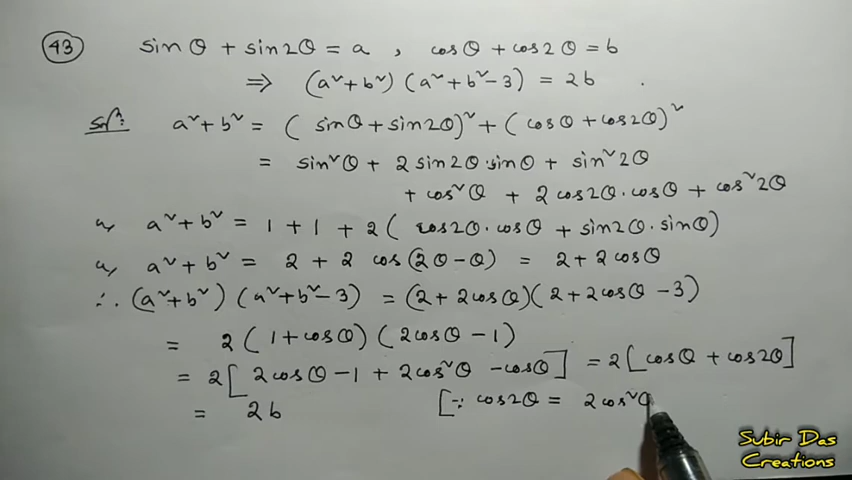 43 sin θ + sin 2θ = a , cos θ + cos 2θ = b
⇒ (a² + b²) (a² + b² - 3) = 2b .
Solⁿ: a² + b² = ( sin θ + sin 2θ )² + ( cos θ + cos 2θ )²
= sin² θ + 2 sin 2θ · sin θ + sin² 2θ
+ cos² θ + 2 cos 2θ · cos θ + cos² 2θ
a² + b² = 1 + 1 + 2 ( cos 2θ · cos θ + sin 2θ · sin θ )
a² + b² = 2 + 2 cos (2θ - θ) = 2 + 2 cos θ
∴ (a² + b²) (a² + b² - 3) = (2 + 2 cos θ) ( 2 + 2 cos θ - 3)
= 2 ( 1 + cos θ ) ( 2 cos θ - 1 )
= 2 [ 2 cos θ - 1 + 2 cos² θ - cos θ ] = 2 [ cos θ + cos 2θ ]
= 2b [ ∵ cos 2θ = 2 cos² θ
Subir Das
Creations